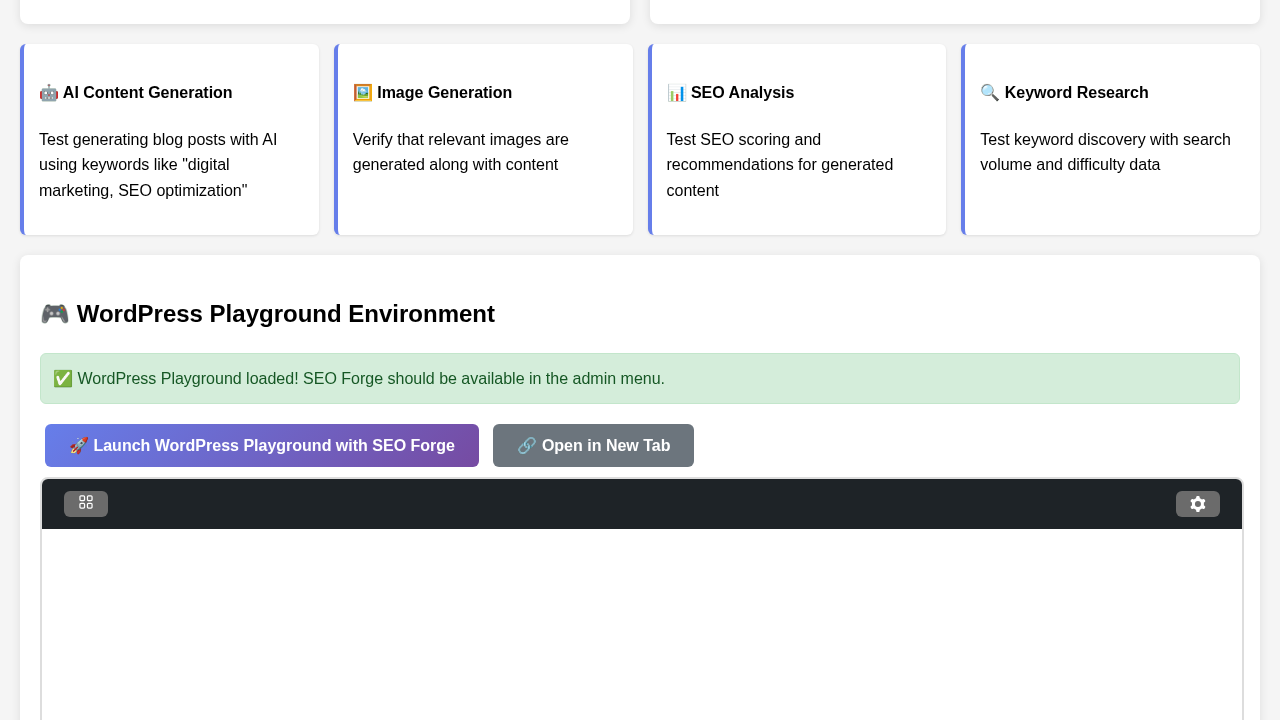 🤖 AI Content Generation
Test generating blog posts with AI
using keywords like "digital
marketing, SEO optimization"
🖼️ Image Generation
Verify that relevant images are
generated along with content
📊 SEO Analysis
Test SEO scoring and
recommendations for generated
content
🔍 Keyword Research
Test keyword discovery with search
volume and difficulty data
🎮 WordPress Playground Environment
✅ WordPress Playground loaded! SEO Forge should be available in the admin menu.
🚀 Launch WordPress Playground with SEO Forge
🔗 Open in New Tab